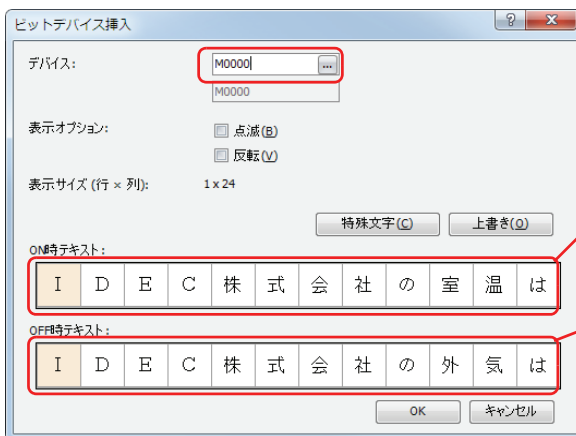 ビットデバイス挿入
デバイス: M0000 ...
M0000
表示オプション: 点滅(B)
反転(V)
表示サイズ (行 × 列): 1 x 24
特殊文字(C) 上書き(O)
ON時テキスト:
I D E C 株 式 会 社 の 室 温 は
OFF時テキスト:
I D E C 株 式 会 社 の 外 気 は
OK キャンセル